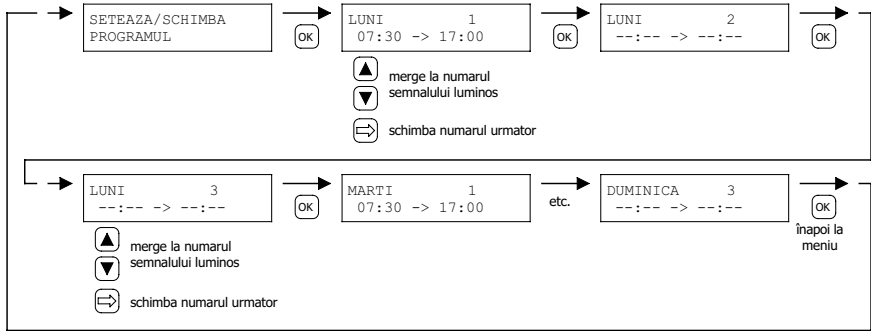 SETEAZA/SCHIMBA
PROGRAMUL
OK
LUNI 1
07:30 -> 17:00
OK
LUNI 2
--:-- -> --:--
OK
merge la numarul
semnalului luminos
schimba numarul urmator
LUNI 3
--:-- -> --:--
OK
MARTI 1
07:30 -> 17:00
etc.
DUMINICA 3
--:-- -> --:--
OK
înapoi la
meniu
merge la numarul
semnalului luminos
schimba numarul urmator